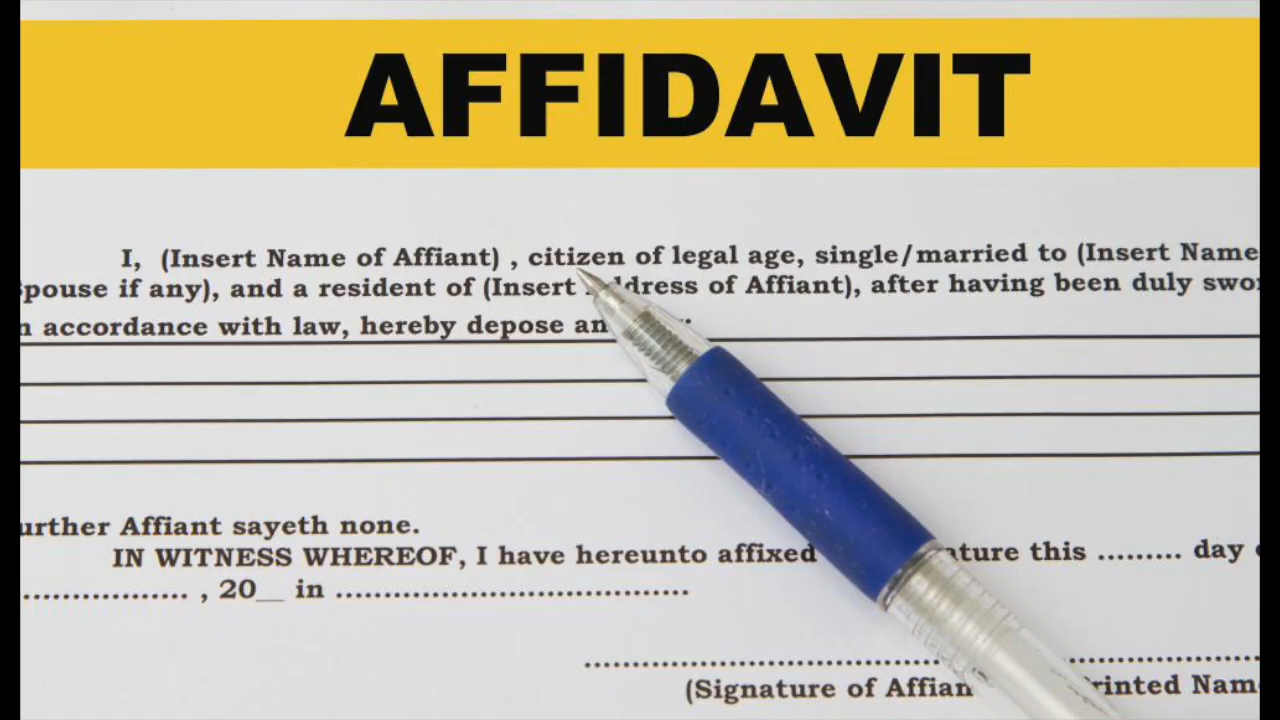 AFFIDAVIT
I, (Insert Name of Affiant) , citizen of legal age, single/married to (Insert Name
pouse if any), and a resident of (Insert dress of Affiant), after having been duly swo
n accordance with law, hereby depose an
urther Affiant sayeth none.
IN WITNESS WHEREOF, I have hereunto affixed ature this ......... day
................. , 20__ in .....................................
(Signature of Affian rinted Nam